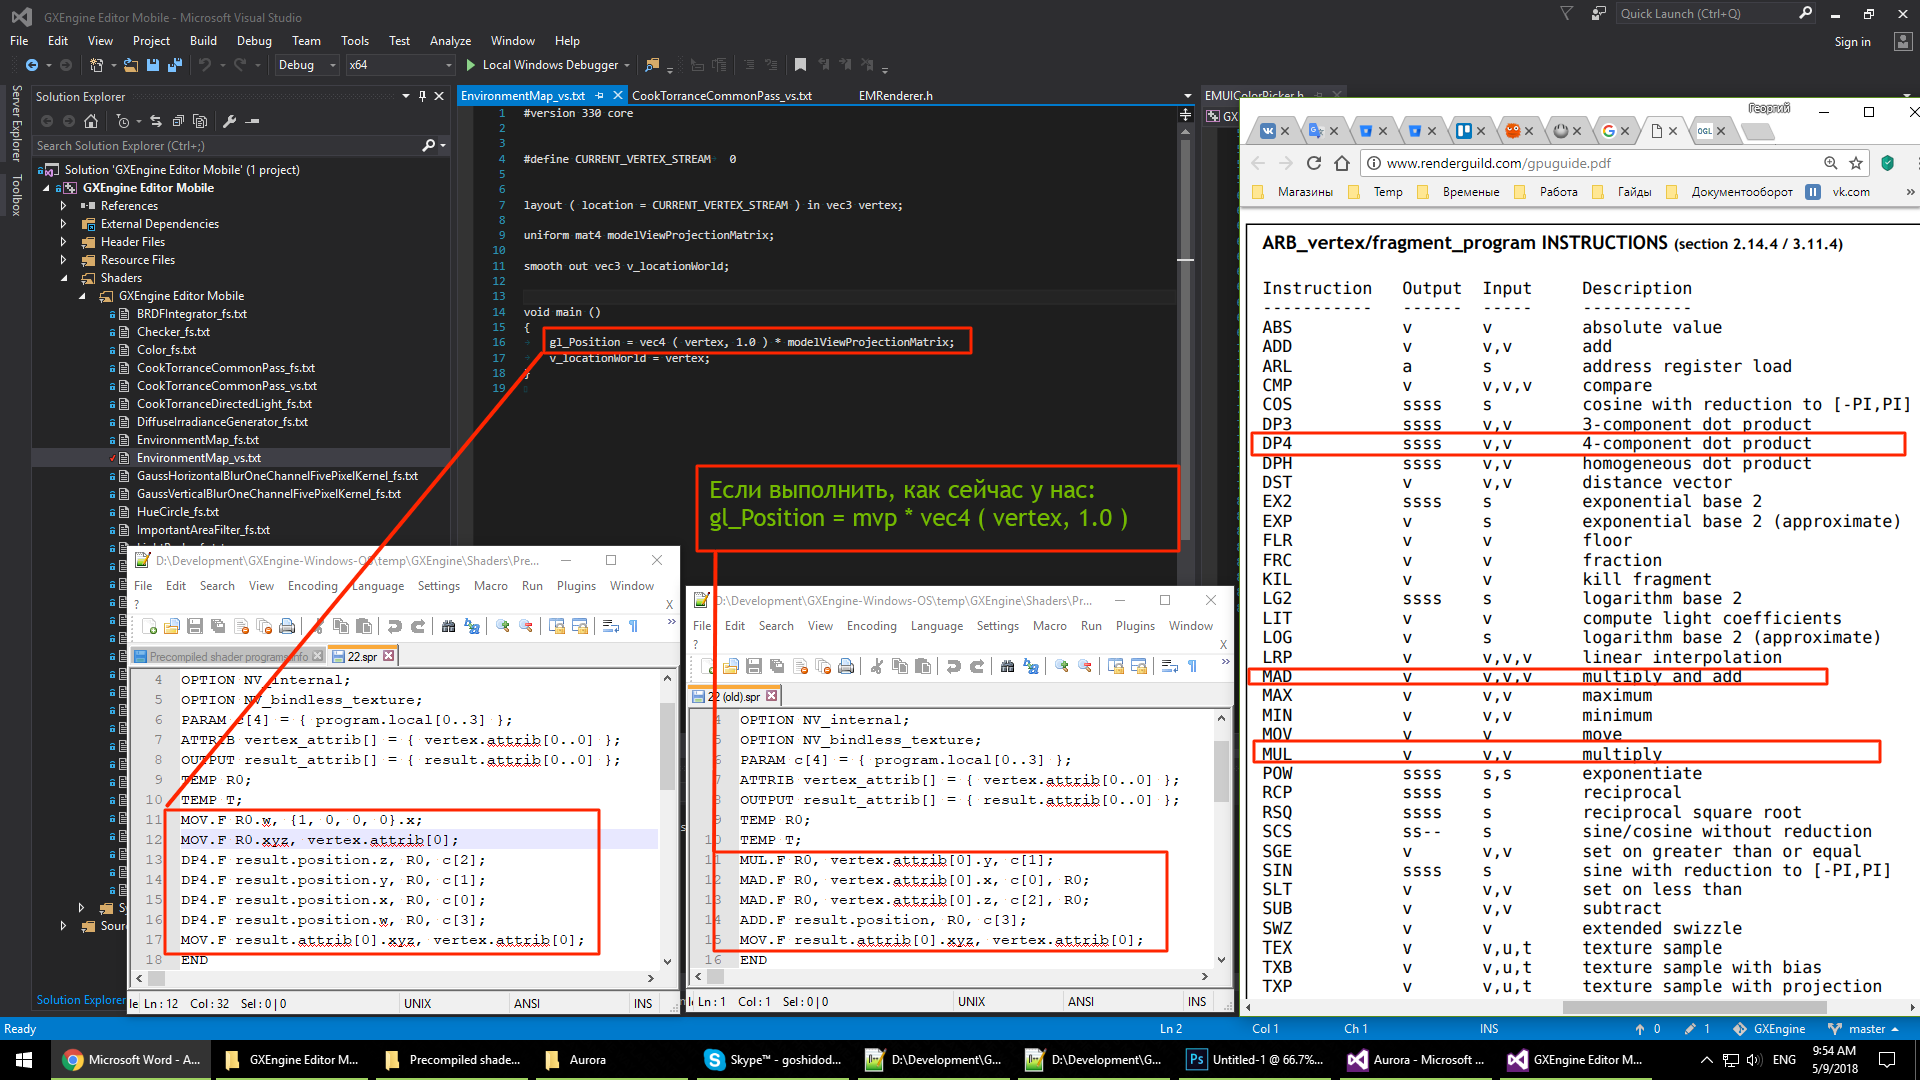 GXEngine Editor Mobile - Microsoft Visual Studio
Quick Launch (Ctrl+Q)
File Edit View Project Build Debug Team Tools Test Analyze Window Help
Sign in
Debug x64 Local Windows Debugger
Server Explorer
Toolbox
Solution Explorer
Search Solution Explorer (Ctrl+;)
Solution 'GXEngine Editor Mobile' (1 project)
GXEngine Editor Mobile
References
External Dependencies
Header Files
Resource Files
Shaders
GXEngine Editor Mobile
BRDFIntegrator_fs.txt
Checker_fs.txt
Color_fs.txt
CookTorranceCommonPass_fs.txt
CookTorranceCommonPass_vs.txt
CookTorranceDirectedLight_fs.txt
DiffuseIrradianceGenerator_fs.txt
EnvironmentMap_fs.txt
EnvironmentMap_vs.txt
GaussHorizontalBlurOneChannelFivePixelKernel_fs.txt
GaussVerticalBlurOneChannelFivePixelKernel_fs.txt
HueCircle_fs.txt
ImportantAreaFilter_fs.txt
Sour
Solution Explorer
EnvironmentMap_vs.txt CookTorranceCommonPass_vs.txt EMRenderer.h
EMUIColorPicker.h
GX
1 #version 330 core
2
3
4 #define CURRENT_VERTEX_STREAM 0
5
6
7 layout ( location = CURRENT_VERTEX_STREAM ) in vec3 vertex;
8
9 uniform mat4 modelViewProjectionMatrix;
10
11 smooth out vec3 v_locationWorld;
12
13
14 void main ()
15 {
16 gl_Position = vec4 ( vertex, 1.0 ) * modelViewProjectionMatrix;
17 v_locationWorld = vertex;
18 }
19
Если выполнить, как сейчас у нас:
gl_Position = mvp * vec4 ( vertex, 1.0 )
D:\Development\GXEngine-Windows-OS\temp\GXEngine\Shaders\Pre...
File Edit Search View Encoding Language Settings Macro Run Plugins Window
? X
Precompiled shader programs.info 22.spr
4 OPTION NV_internal;
5 OPTION NV_bindless_texture;
6 PARAM c[4] = { program.local[0..3] };
7 ATTRIB vertex_attrib[] = { vertex.attrib[0..0] };
8 OUTPUT result_attrib[] = { result.attrib[0..0] };
9 TEMP R0;
10 TEMP T;
11 MOV.F R0.w, {1, 0, 0, 0}.x;
12 MOV.F R0.xyz, vertex.attrib[0];
13 DP4.F result.position.z, R0, c[2];
14 DP4.F result.position.y, R0, c[1];
15 DP4.F result.position.x, R0, c[0];
16 DP4.F result.position.w, R0, c[3];
17 MOV.F result.attrib[0].xyz, vertex.attrib[0];
18 END
le Ln : 12 Col : 32 Sel : 0 | 0 UNIX ANSI INS
D:\Development\GXEngine-Windows-OS\temp\GXEngine\Shaders\Pr...
File Edit Search View Encoding Language Settings Macro Run Plugins Window
? X
22 (old).spr
4 OPTION NV_internal;
5 OPTION NV_bindless_texture;
6 PARAM c[4] = { program.local[0..3] };
7 ATTRIB vertex_attrib[] = { vertex.attrib[0..0] };
8 OUTPUT result_attrib[] = { result.attrib[0..0] };
9 TEMP R0;
10 TEMP T;
11 MUL.F R0, vertex.attrib[0].y, c[1];
12 MAD.F R0, vertex.attrib[0].x, c[0], R0;
13 MAD.F R0, vertex.attrib[0].z, c[2], R0;
14 ADD.F result.position, R0, c[3];
15 MOV.F result.attrib[0].xyz, vertex.attrib[0];
16 END
Ln : 1 Col : 1 Sel : 0 | 0 UNIX ANSI INS
Георгий
OGL
www.renderguild.com/gpuguide.pdf
Магазины Temp Временные Работа Гайды Документооборот vk.com »
ARB_vertex/fragment_program INSTRUCTIONS (section 2.14.4 / 3.11.4)
Instruction Output Input Description
----------- ------ ----- -----------
ABS v v absolute value
ADD v v,v add
ARL a s address register load
CMP v v,v,v compare
COS ssss s cosine with reduction to [-PI,PI]
DP3 ssss v,v 3-component dot product
DP4 ssss v,v 4-component dot product
DPH ssss v,v homogeneous dot product
DST v v,v distance vector
EX2 ssss s exponential base 2
EXP v s exponential base 2 (approximate)
FLR v v floor
FRC v v fraction
KIL v v kill fragment
LG2 ssss s logarithm base 2
LIT v v compute light coefficients
LOG v s logarithm base 2 (approximate)
LRP v v,v,v linear interpolation
MAD v v,v,v multiply and add
MAX v v,v maximum
MIN v v,v minimum
MOV v v move
MUL v v,v multiply
POW ssss s,s exponentiate
RCP ssss s reciprocal
RSQ ssss s reciprocal square root
SCS ss-- s sine/cosine without reduction
SGE v v,v set on greater than or equal
SIN ssss s sine with reduction to [-PI,PI]
SLT v v,v set on less than
SUB v v,v subtract
SWZ v v extended swizzle
TEX v v,u,t texture sample
TXB v v,u,t texture sample with bias
TXP v v,u,t texture sample with projection
Ready Ln 2 Col 1 Ch 1 INS 0 1 GXEngine master
Microsoft Word - A... GXEngine Editor M... Precompiled shade... Aurora Skype™ - goshidod... D:\Development\G... D:\Development\G... Untitled-1 @ 66.7%... Aurora - Microsoft ... GXEngine Editor M... ENG
9:54 AM
5/9/2018